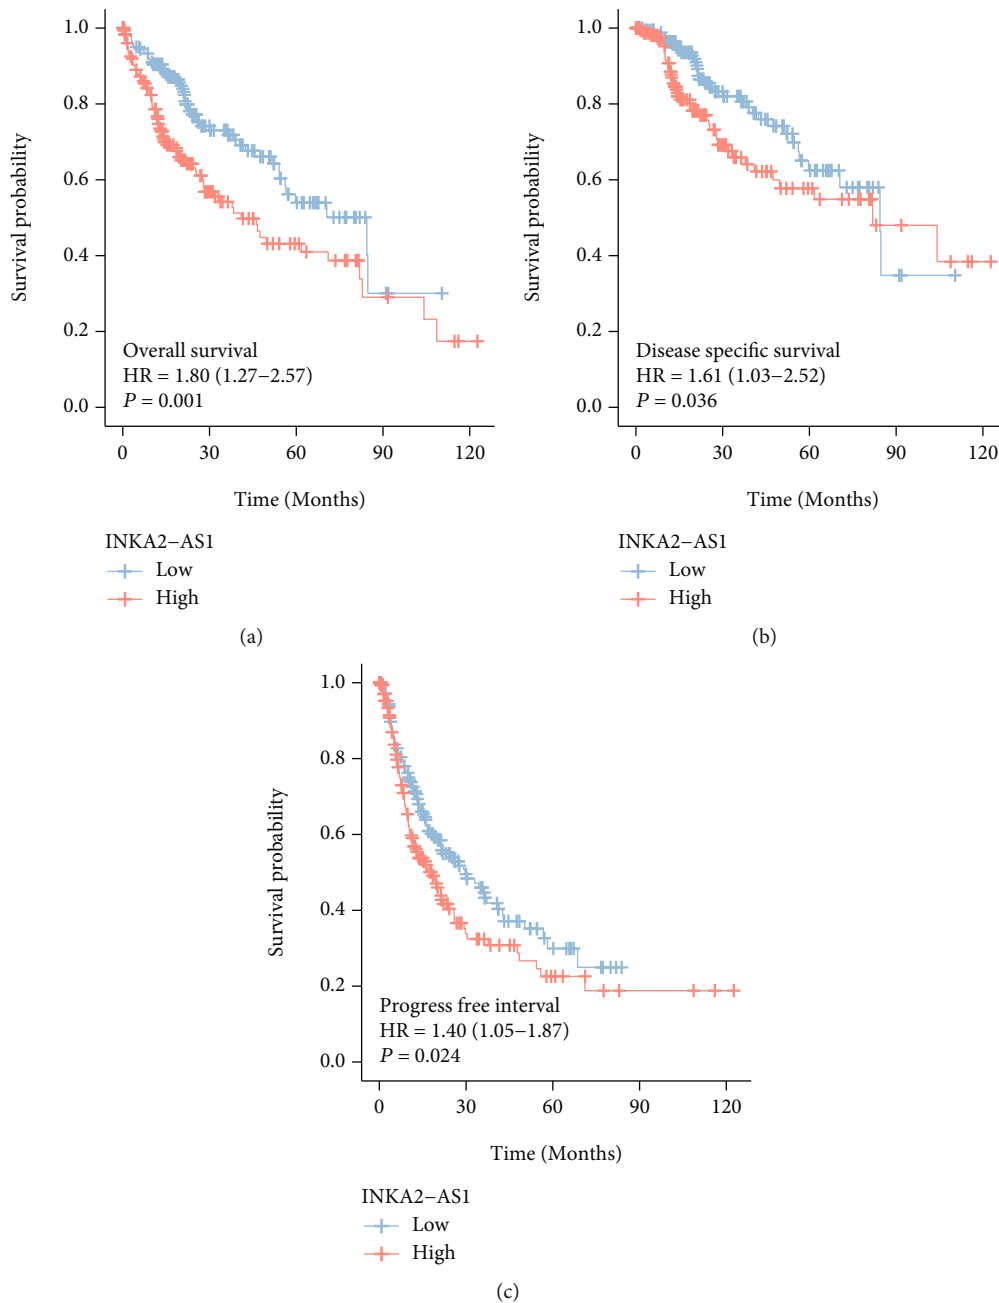 1.0
0.8
0.6
0.4
0.2
0.0
Survival probability
Overall survival
HR = 1.80 (1.27−2.57)
P = 0.001
0 30 60 90 120
Time (Months)
INKA2−AS1
Low
High
(a)
1.0
0.8
0.6
0.4
0.2
0.0
Survival probability
Disease specific survival
HR = 1.61 (1.03−2.52)
P = 0.036
0 30 60 90 120
Time (Months)
INKA2−AS1
Low
High
(b)
1.0
0.8
0.6
0.4
0.2
0.0
Survival probability
Progress free interval
HR = 1.40 (1.05−1.87)
P = 0.024
0 30 60 90 120
Time (Months)
INKA2−AS1
Low
High
(c)